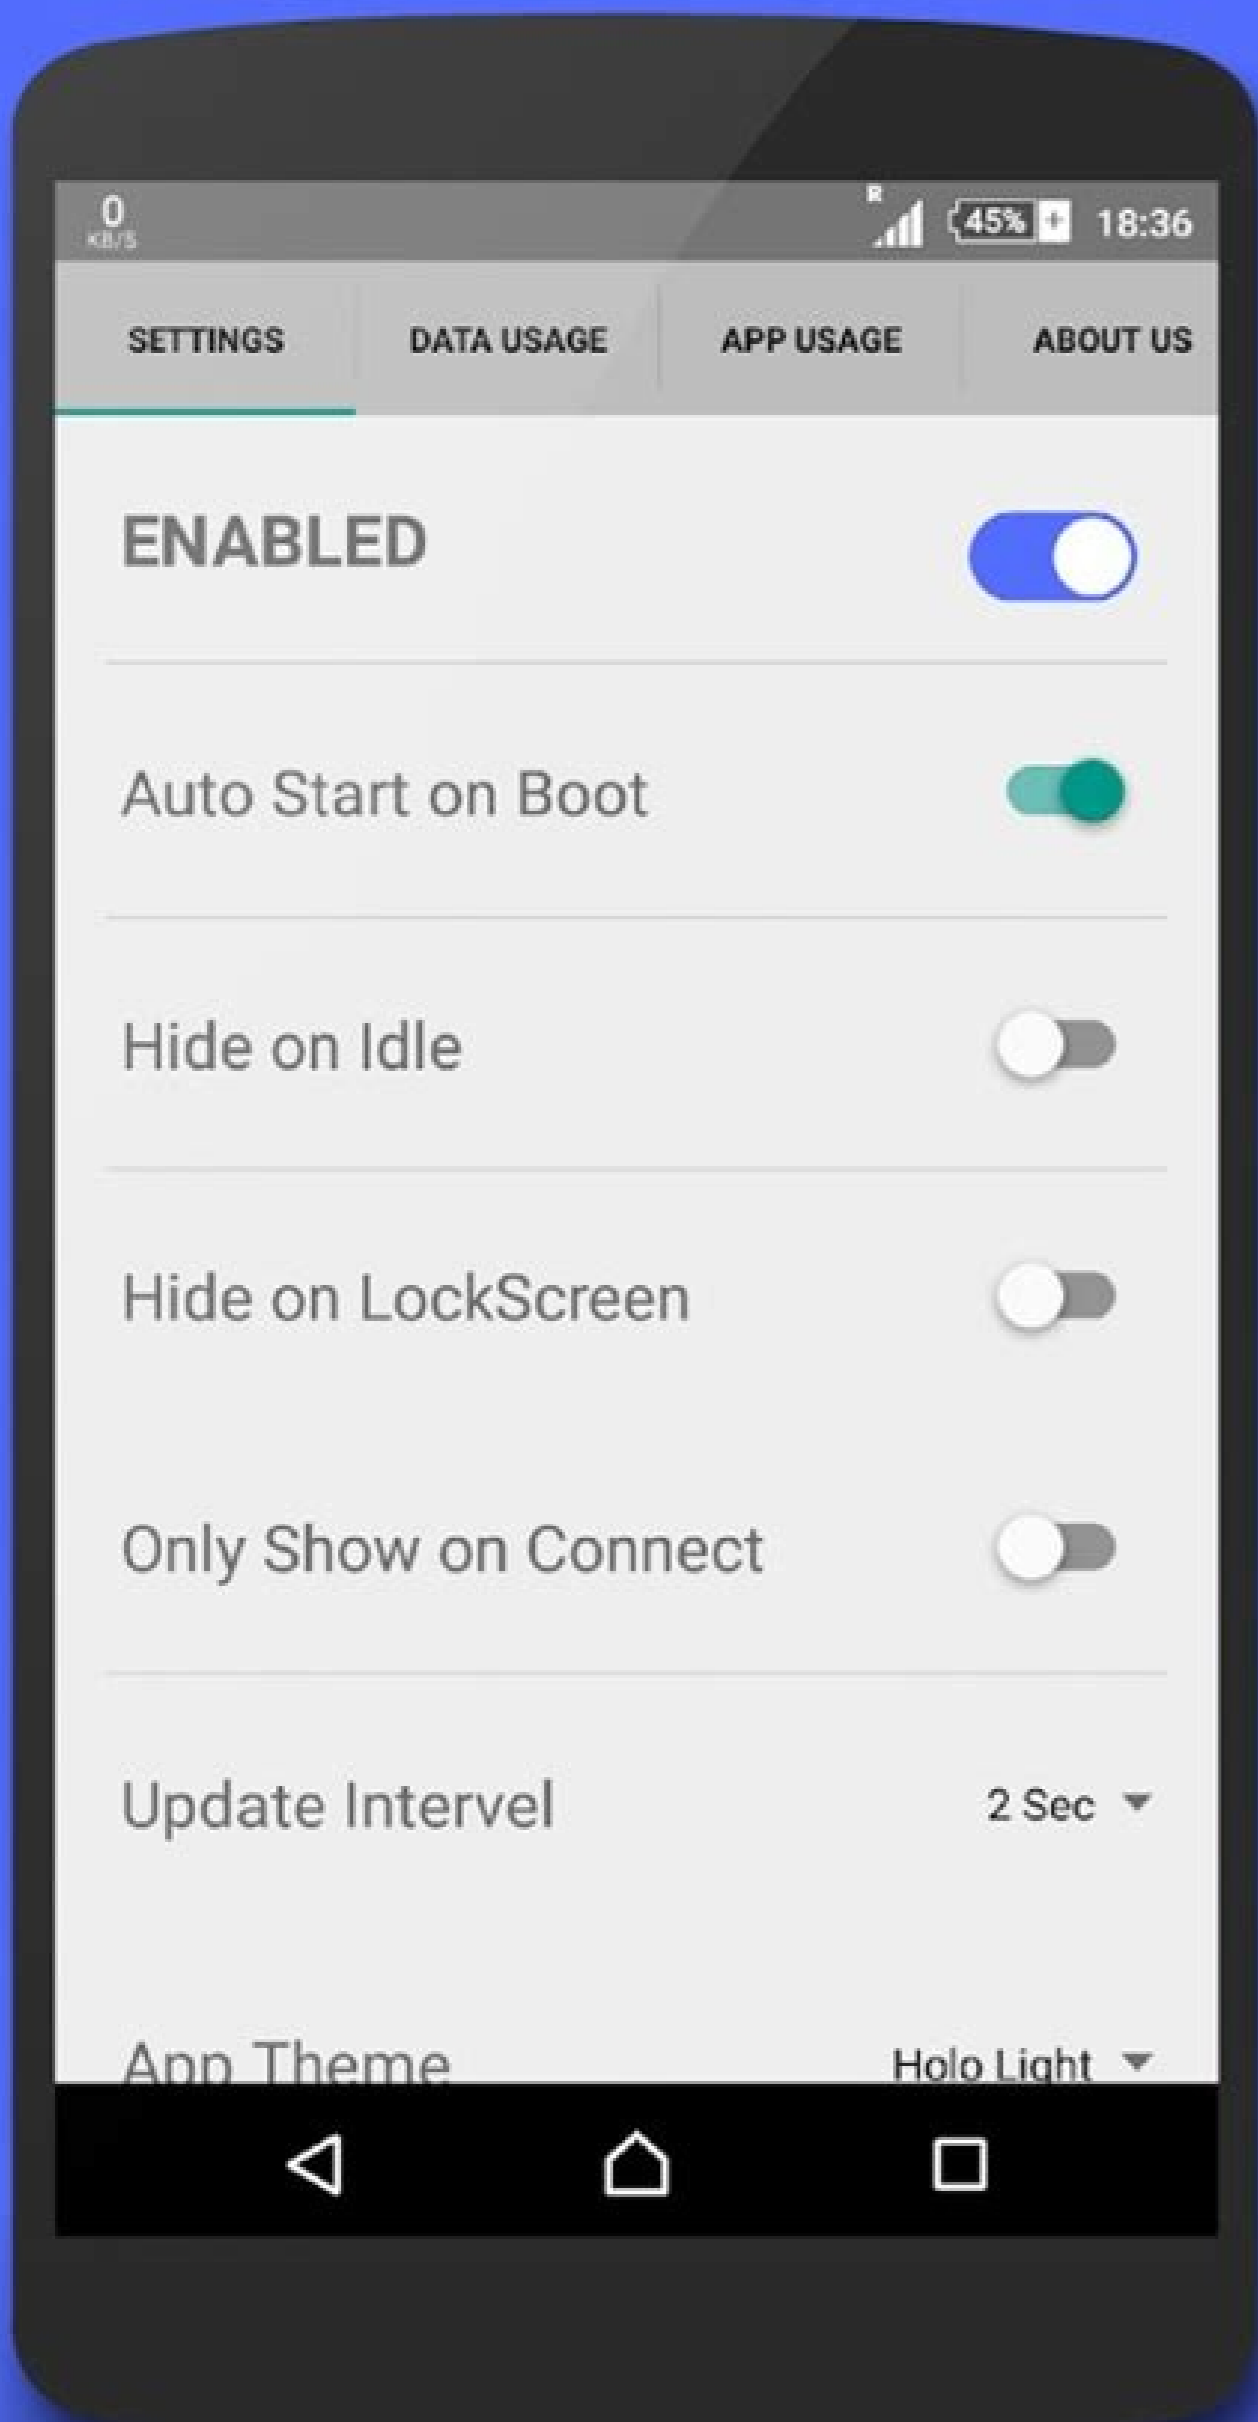 0
KB/S
R
45%
18:36
SETTINGS DATA USAGE APP USAGE ABOUT US
ENABLED
Auto Start on Boot
Hide on Idle
Hide on LockScreen
Only Show on Connect
Update Intervel 2 Sec
App Theme Holo Light